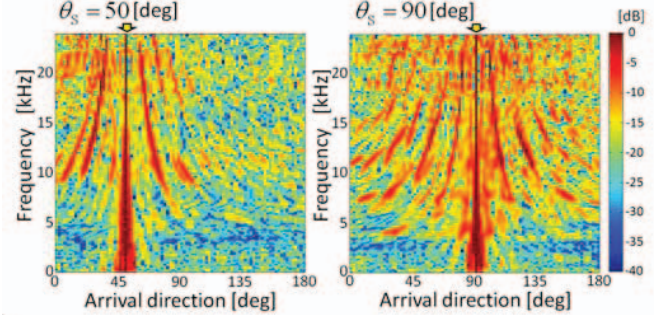 θS = 50 [deg]
θS = 90 [deg]
[dB]
Frequency [kHz]
20
15
10
5
0
0 45 90 135 180
Arrival direction [deg]
Frequency [kHz]
20
15
10
5
0
0 45 90 135 180
Arrival direction [deg]
0
-5
-10
-15
-20
-25
-30
-35
-40